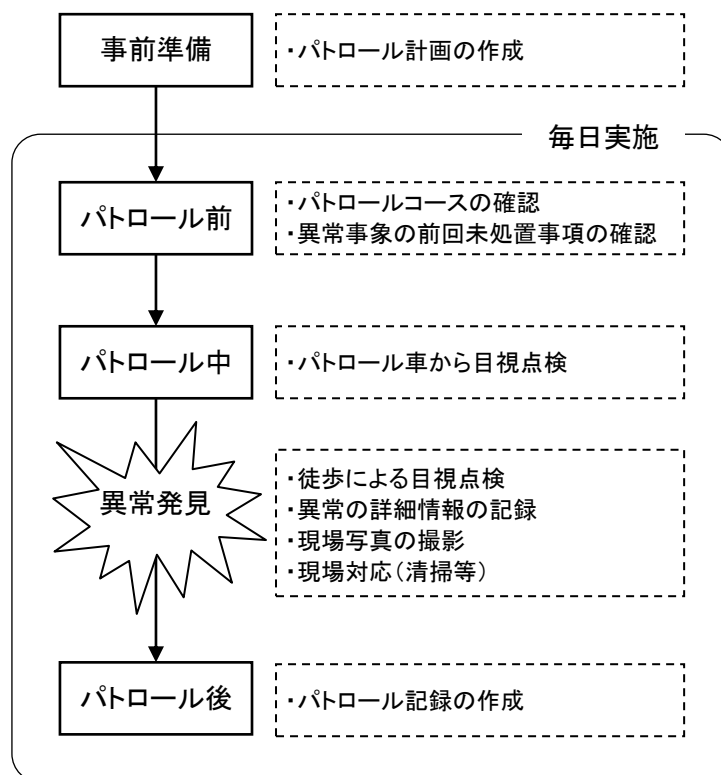 事前準備
・パトロール計画の作成
毎日実施
パトロール前
・パトロールコースの確認
・異常事象の前回未処置事項の確認
パトロール中
・パトロール車から目視点検
異常発見
・徒歩による目視点検
・異常の詳細情報の記録
・現場写真の撮影
・現場対応(清掃等)
パトロール後
・パトロール記録の作成